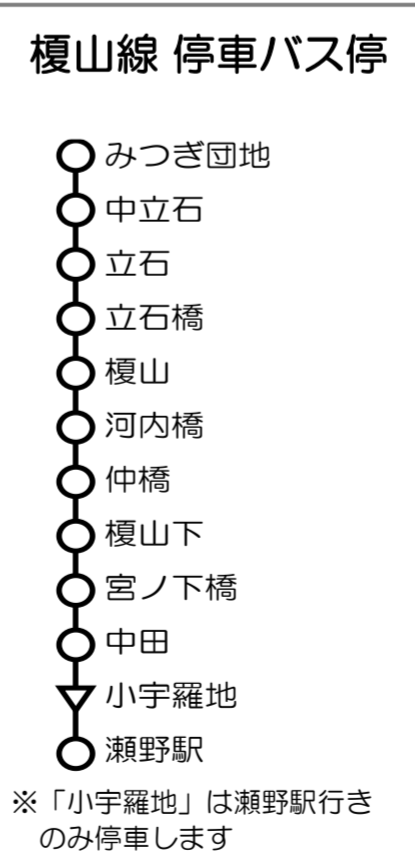 榎山線 停車バス停
みつぎ団地
中立石
立石
立石橋
榎山
河内橋
仲橋
榎山下
宮ノ下橋
中田
小宇羅地
瀬野駅
※「小宇羅地」は瀬野駅行き
のみ停車します